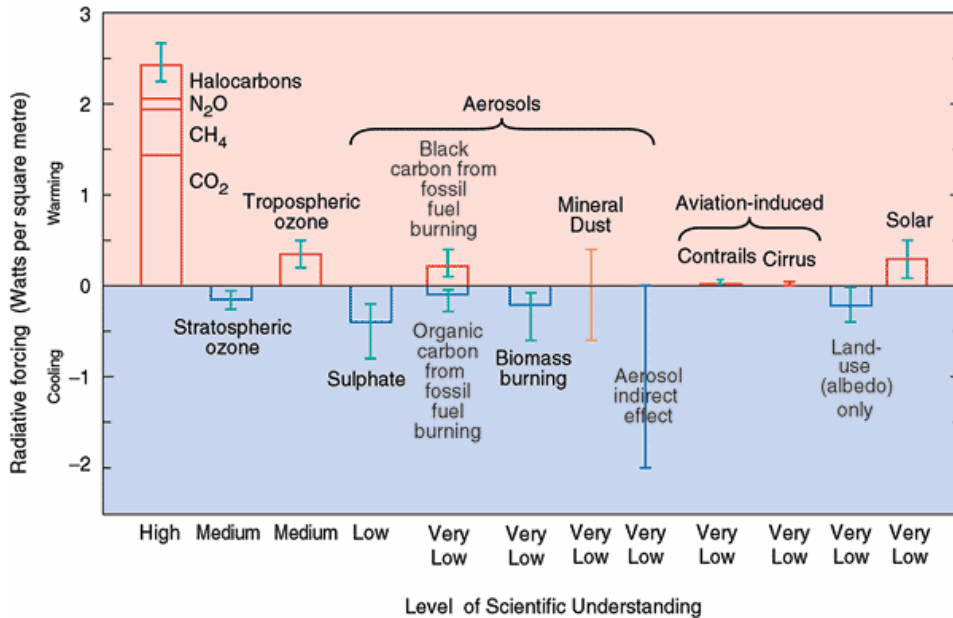 Radiative forcing (Watts per square metre)
Warming
Cooling
3
2
1
0
−1
−2
Halocarbons
N2O
CH4
CO2
Stratospheric
ozone
Tropospheric
ozone
Aerosols
Sulphate
Black
carbon from
fossil
fuel
burning
Organic
carbon
from
fossil
fuel
burning
Biomass
burning
Mineral
Dust
Aerosol
indirect
effect
Aviation-induced
Contrails
Cirrus
Land-
use
(albedo)
only
Solar
High
Medium
Medium
Low
Very
Low
Very
Low
Very
Low
Very
Low
Very
Low
Very
Low
Very
Low
Very
Low
Level of Scientific Understanding